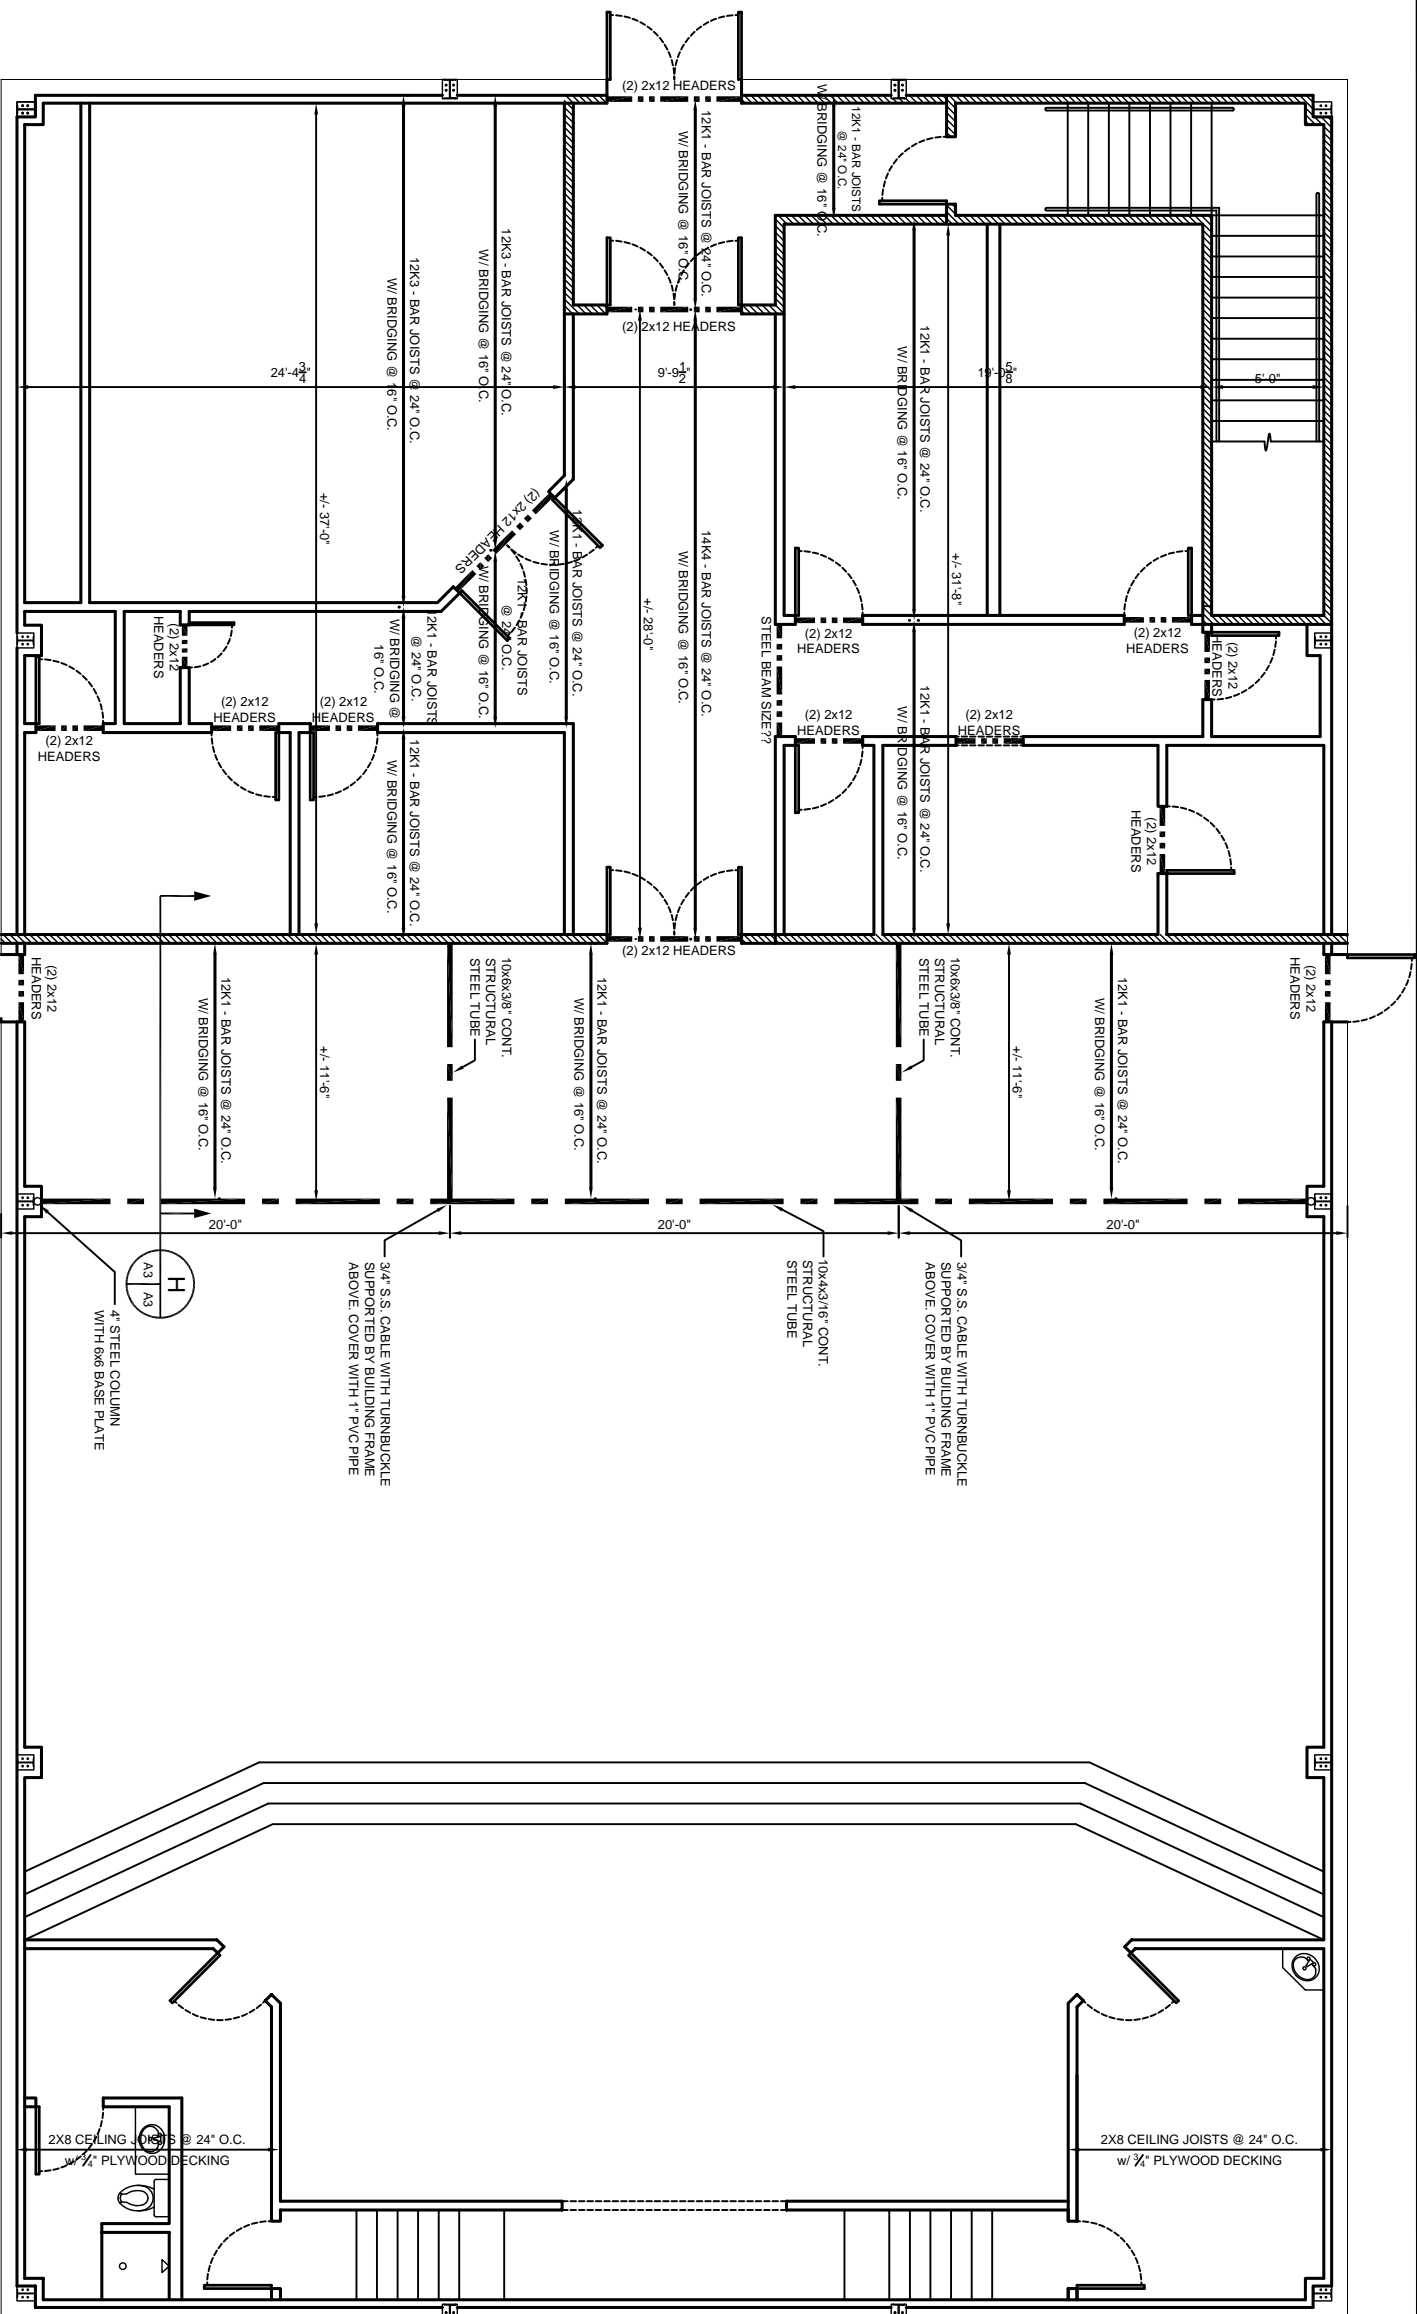 (2) 2x12 HEADERS
12K1 - BAR JOISTS @ 24" O.C.
W/ BRIDGING @ 16" O.C.
12K1 - BAR JOISTS
@ 24" O.C.
W/ BRIDGING @ 16" O.C.
12K3 - BAR JOISTS @ 24" O.C.
W/ BRIDGING @ 16" O.C.
12K3 - BAR JOISTS @ 24" O.C.
W/ BRIDGING @ 16" O.C.
(2) 2x12 HEADERS
12K1 - BAR JOISTS @ 24" O.C.
W/ BRIDGING @ 16" O.C.
24'-4 3/4"
9'-9 1/2"
19'-0 5/8"
5'-0"
+/- 37'-0"
(2) 2x12 HEADERS
12K1 - BAR JOISTS @ 24" O.C.
W/ BRIDGING @ 16" O.C.
12K1 - BAR JOISTS
@ 24" O.C.
W/ BRIDGING @ 16" O.C.
14K4 - BAR JOISTS @ 24" O.C.
W/ BRIDGING @ 16" O.C.
+/- 28'-0"
+/- 31'-8"
12K1 - BAR JOISTS
@ 24" O.C.
W/ BRIDGING @
16" O.C.
(2) 2x12
HEADERS
STEEL BEAM SIZE??
(2) 2x12
HEADERS
(2) 2x12
HEADERS
(2) 2x12
HEADERS
(2) 2x12
HEADERS
(2) 2x12
HEADERS
(2) 2x12
HEADERS
(2) 2x12
HEADERS
(2) 2x12
HEADERS
12K1 - BAR JOISTS @ 24" O.C.
W/ BRIDGING @ 16" O.C.
12K1 - BAR JOISTS @ 24" O.C.
W/ BRIDGING @ 16" O.C.
(2) 2x12
HEADERS
(2) 2x12 HEADERS
(2) 2x12
HEADERS
12K1 - BAR JOISTS @ 24" O.C.
W/ BRIDGING @ 16" O.C.
+/- 11'-6"
10x6x3/8" CONT.
STRUCTURAL
STEEL TUBE
12K1 - BAR JOISTS @ 24" O.C.
W/ BRIDGING @ 16" O.C.
10x6x3/8" CONT.
STRUCTURAL
STEEL TUBE
+/- 11'-6"
12K1 - BAR JOISTS @ 24" O.C.
W/ BRIDGING @ 16" O.C.
(2) 2x12
HEADERS
20'-0"
20'-0"
20'-0"
H
A3
A3
4" STEEL COLUMN
WITH 6x6 BASE PLATE
3/4" S.S. CABLE WITH TURNBUCKLE
SUPPORTED BY BUILDING FRAME
ABOVE. COVER WITH 1" PVC PIPE
10x4x3/16" CONT.
STRUCTURAL
STEEL TUBE
3/4" S.S. CABLE WITH TURNBUCKLE
SUPPORTED BY BUILDING FRAME
ABOVE. COVER WITH 1" PVC PIPE
2X8 CEILING JOISTS @ 24" O.C.
w/ 3/4" PLYWOOD DECKING
2X8 CEILING JOISTS @ 24" O.C.
w/ 3/4" PLYWOOD DECKING